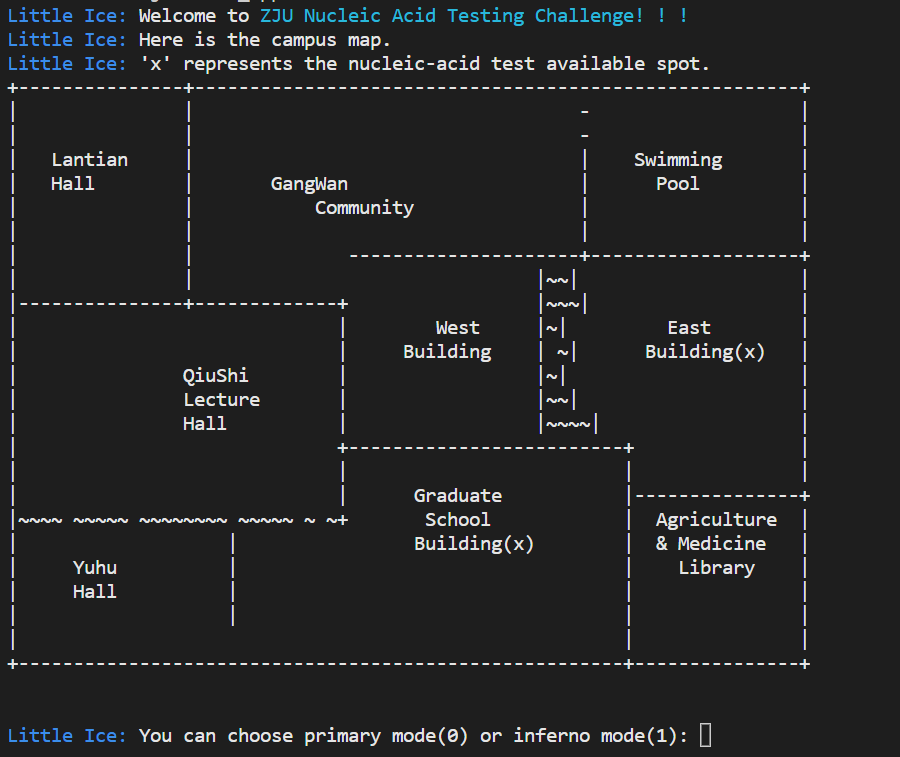 Little Ice: Welcome to ZJU Nucleic Acid Testing Challenge! ! !
Little Ice: Here is the campus map.
Little Ice: 'x' represents the nucleic-acid test available spot.
Lantian
Hall
GangWan
Community
Swimming
Pool
West
Building
East
Building(x)
QiuShi
Lecture
Hall
Graduate
School
Building(x)
Agriculture
& Medicine
Library
Yuhu
Hall
Little Ice: You can choose primary mode(0) or inferno mode(1):